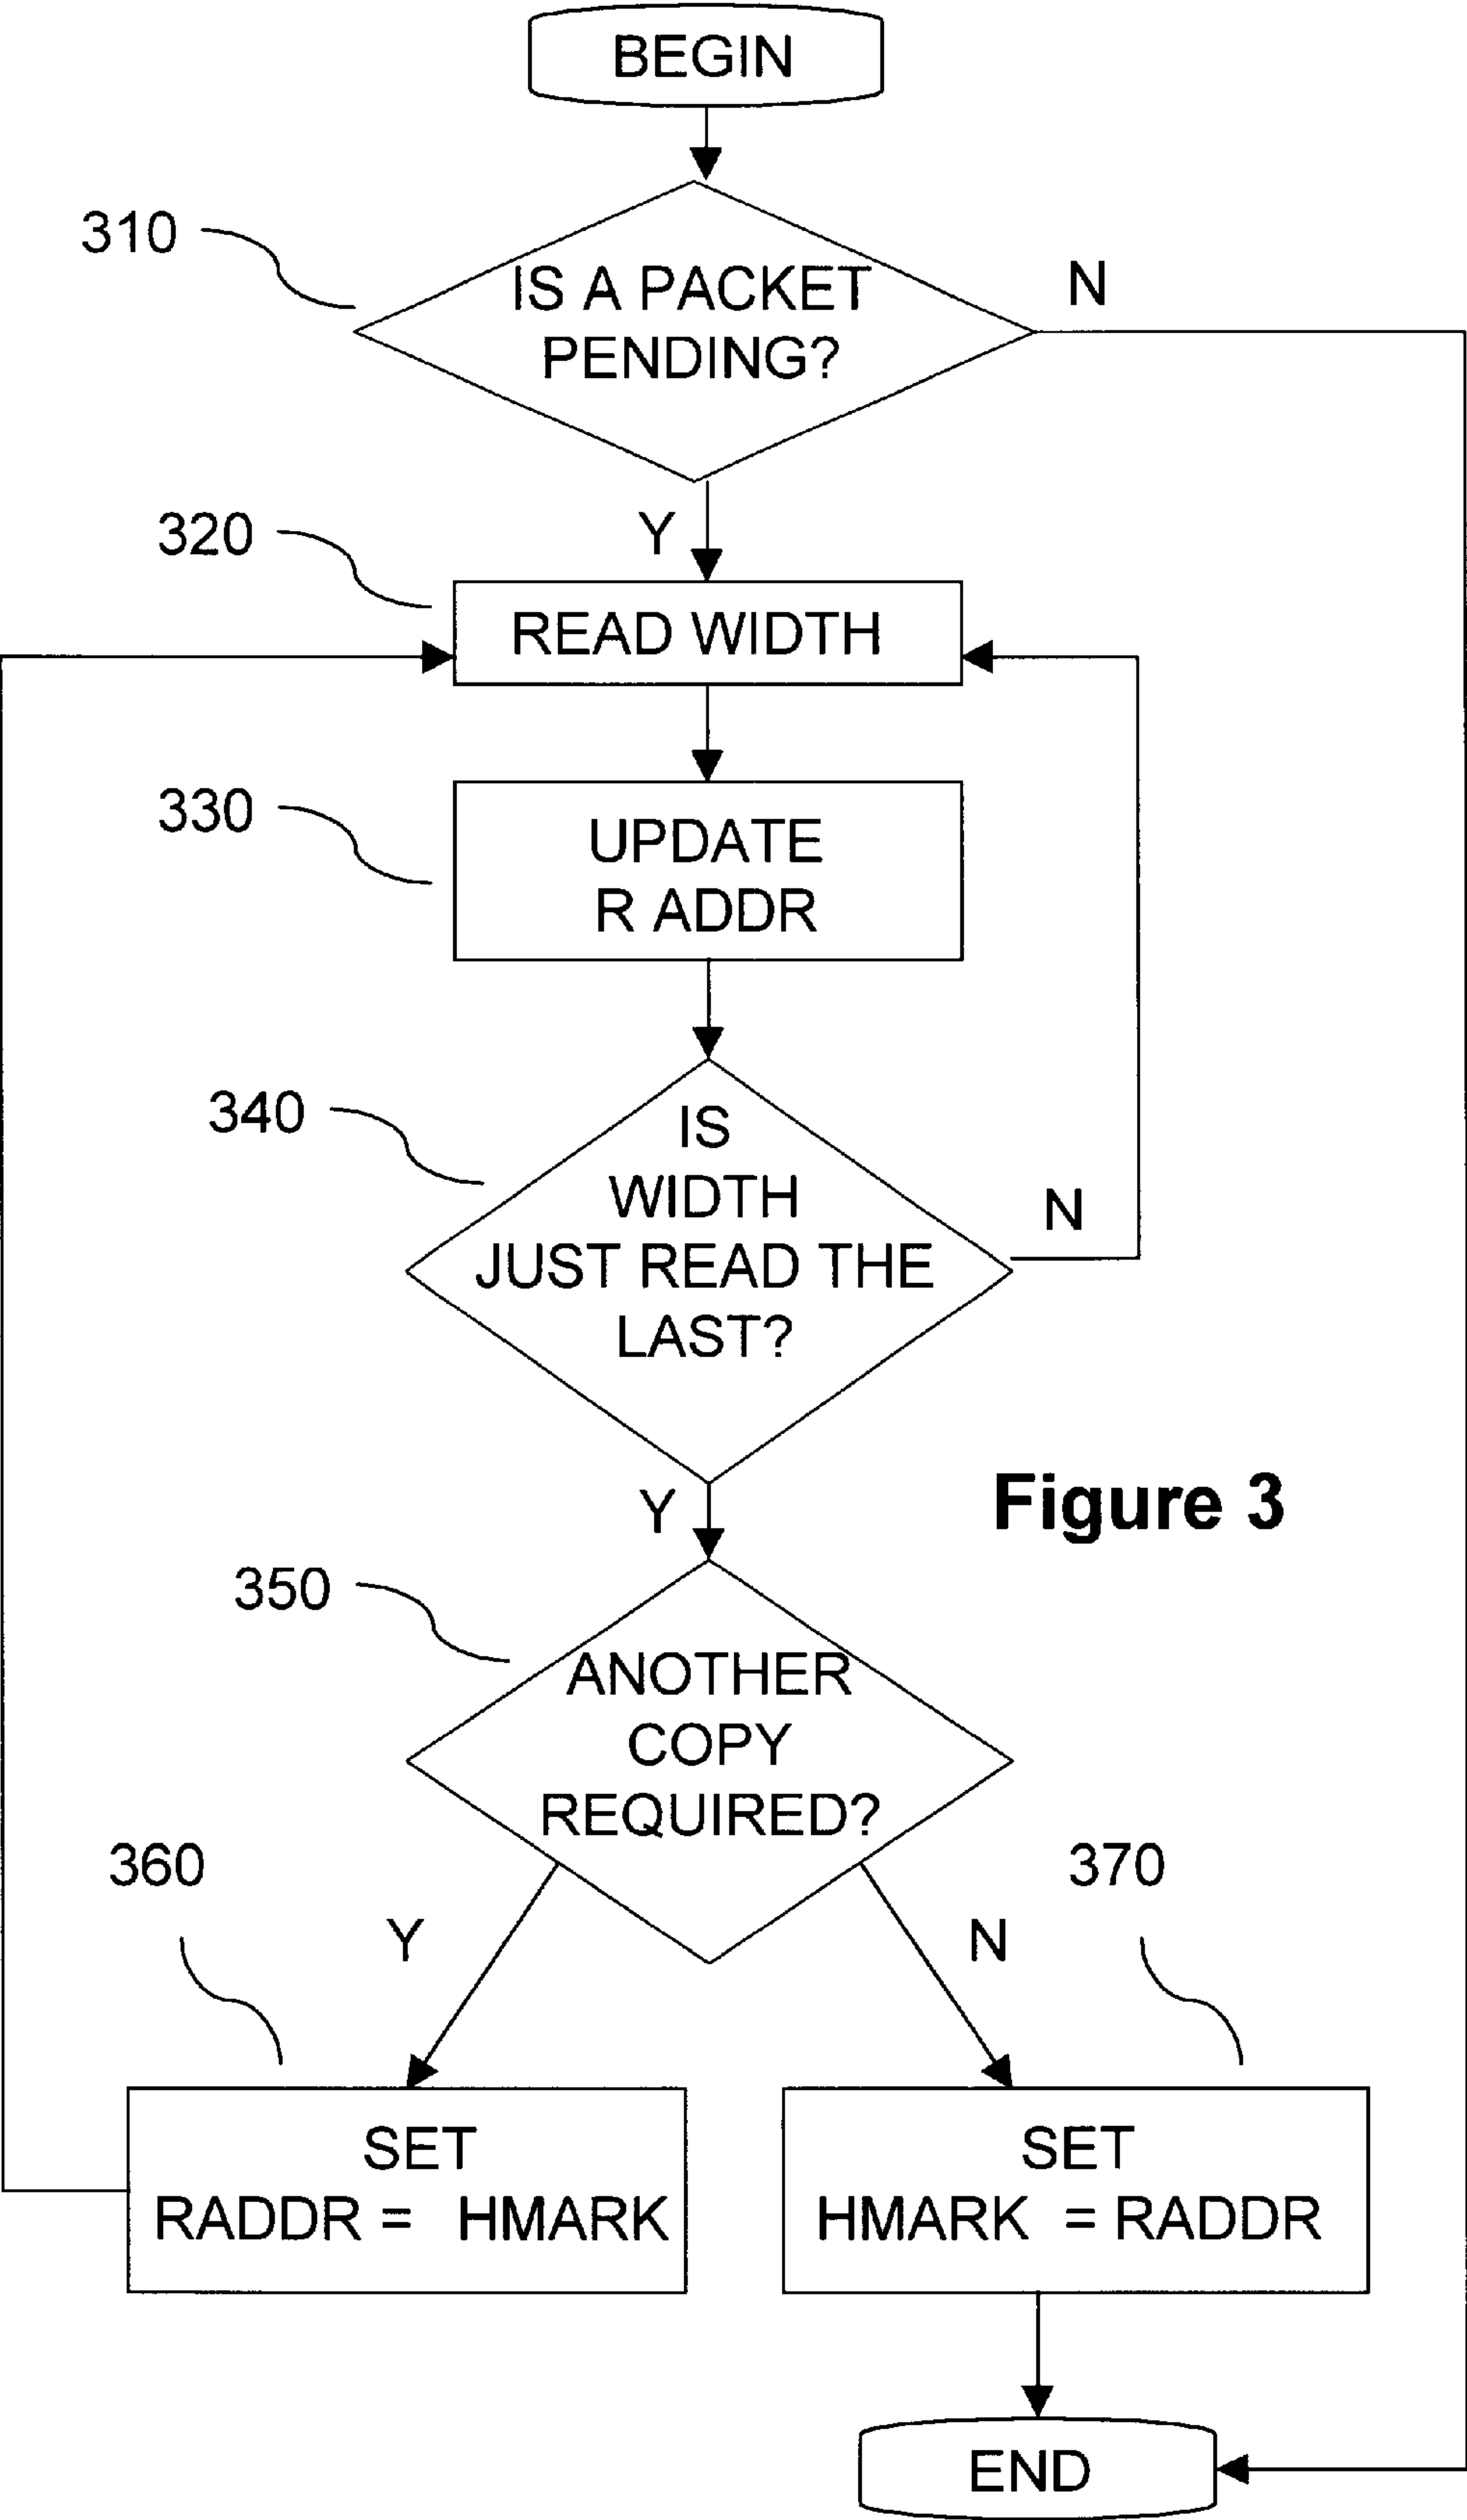 BEGIN
310
IS A PACKET
PENDING?
N
Y
320
READ WIDTH
330
UPDATE
R ADDR
340
IS
WIDTH
JUST READ THE
LAST?
N
Y
Figure 3
350
ANOTHER
COPY
REQUIRED?
360
370
Y
N
SET
RADDR = HMARK
SET
HMARK = RADDR
END